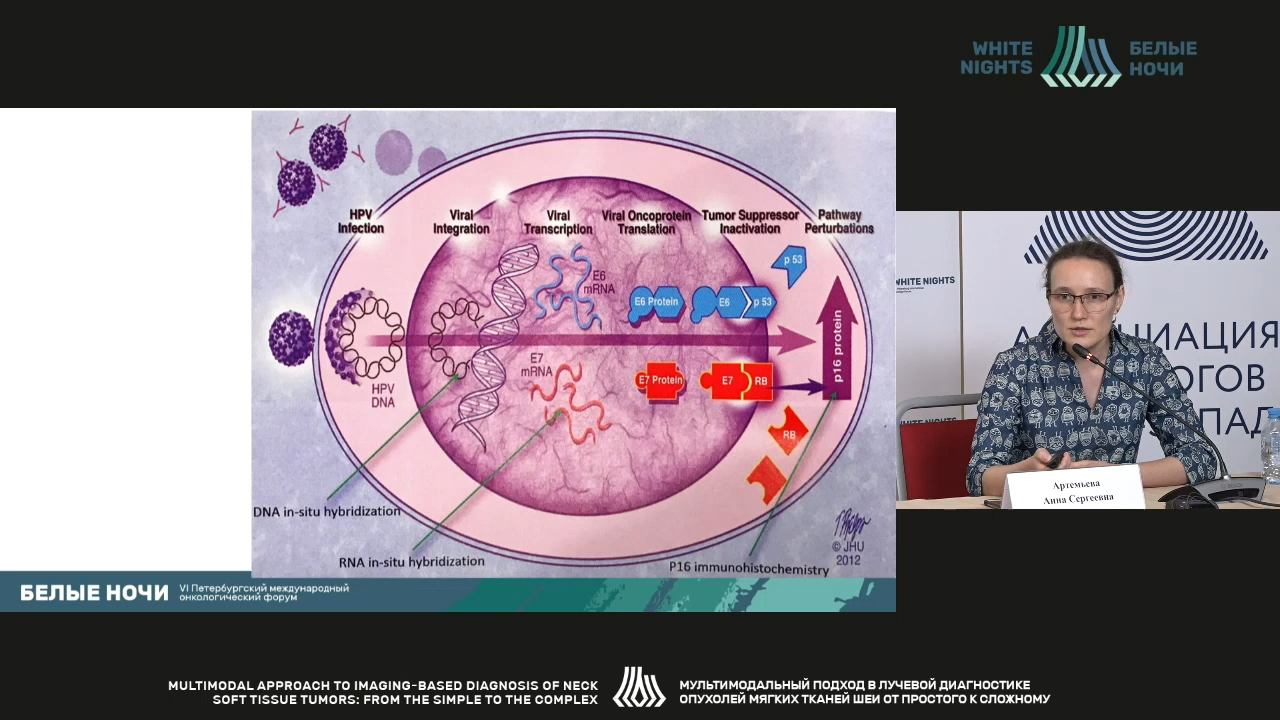 WHITE
NIGHTS
БЕЛЫЕ
НОЧИ
HPV
Infection
Viral
Integration
Viral
Transcription
Viral Oncoprotein
Translation
Tumor Suppressor
Inactivation
Pathway
Perturbations
p 53
E6
mRNA
E6 Protein
E6
p 53
p16 protein
E7
mRNA
E7 Protein
E7
RB
HPV
DNA
RB
DNA in-situ hybridization
RNA in-situ hybridization
P16 immunohistochemistry
© JHU
2012
БЕЛЫЕ НОЧИ
VI Петербургский международный
онкологический форум
WHITE NIGHTS
ИАЦИЯ
ОГОВ
ПАД
Артемьева
Анна Сергеевна
MULTIMODAL APPROACH TO IMAGING-BASED DIAGNOSIS OF NECK
SOFT TISSUE TUMORS: FROM THE SIMPLE TO THE COMPLEX
МУЛЬТИМОДАЛЬНЫЙ ПОДХОД В ЛУЧЕВОЙ ДИАГНОСТИКЕ
ОПУХОЛЕЙ МЯГКИХ ТКАНЕЙ ШЕИ ОТ ПРОСТОГО К СЛОЖНОМУ